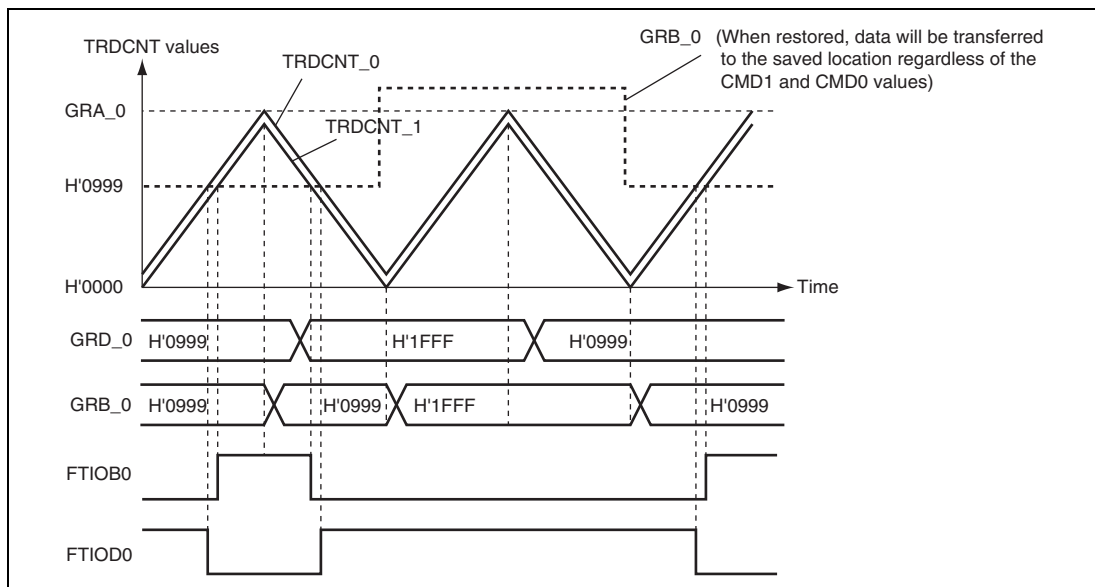 TRDCNT values
GRB_0 (When restored, data will be transferred
to the saved location regardless of the
CMD1 and CMD0 values)
TRDCNT_0
GRA_0
TRDCNT_1
H'0999
H'0000
Time
GRD_0 H'0999 H'1FFF H'0999
GRB_0 H'0999 H'0999 H'1FFF H'0999
FTIOB0
FTIOD0